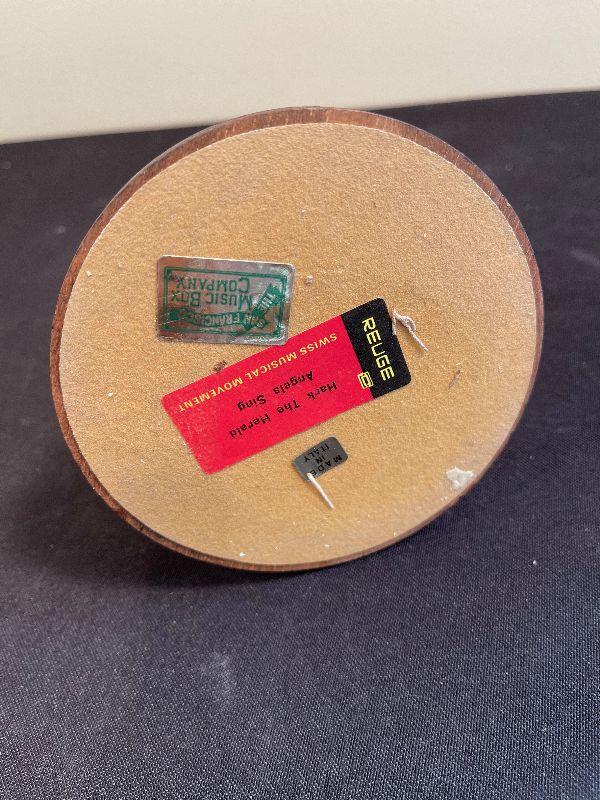 THE
SAN FRANCISCO
MUSIC BOX
COMPANY
REUGE
SWISS MUSICAL MOVEMENT
Hark The Herald
Angels Sing
MADE
IN
ITALY